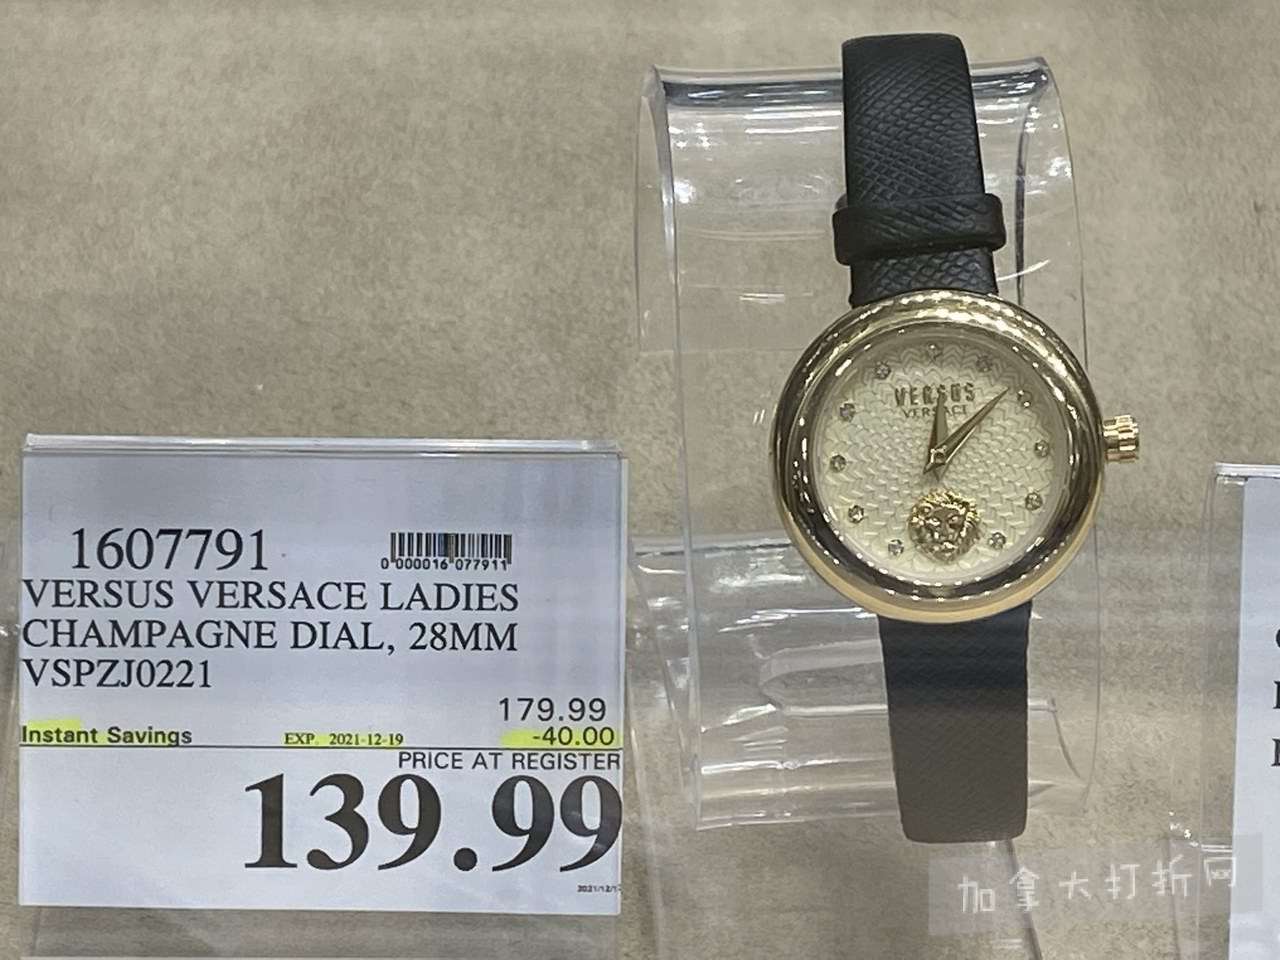 1607791
0 000016 077911
VERSUS VERSACE LADIES
CHAMPAGNE DIAL, 28MM
VSPZJ0221
179.99
Instant Savings EXP. 2021-12-19 -40.00
PRICE AT REGISTER
139.99
VERSUS
VERSACE
加拿大打折网